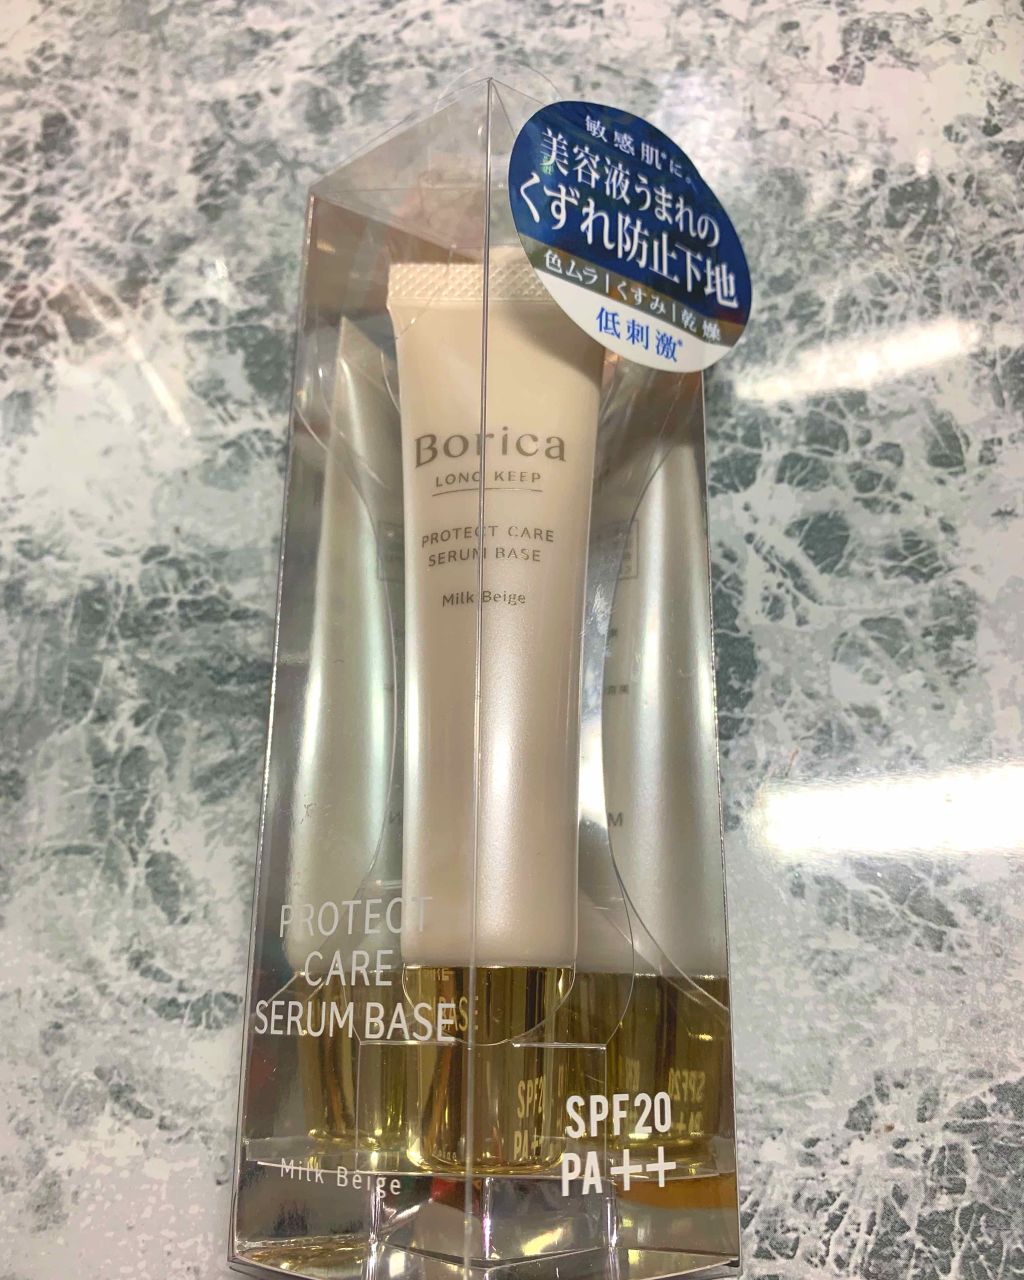 敏感肌*に。
美容液うまれの
くずれ防止下地
色ムラ|くすみ|乾燥
低刺激*
Borica
LONG KEEP
PROTECT CARE
SERUM BASE
Milk Beige
PROTECT
CARE
SERUM BASE
SPF20
PA++
Milk Beige